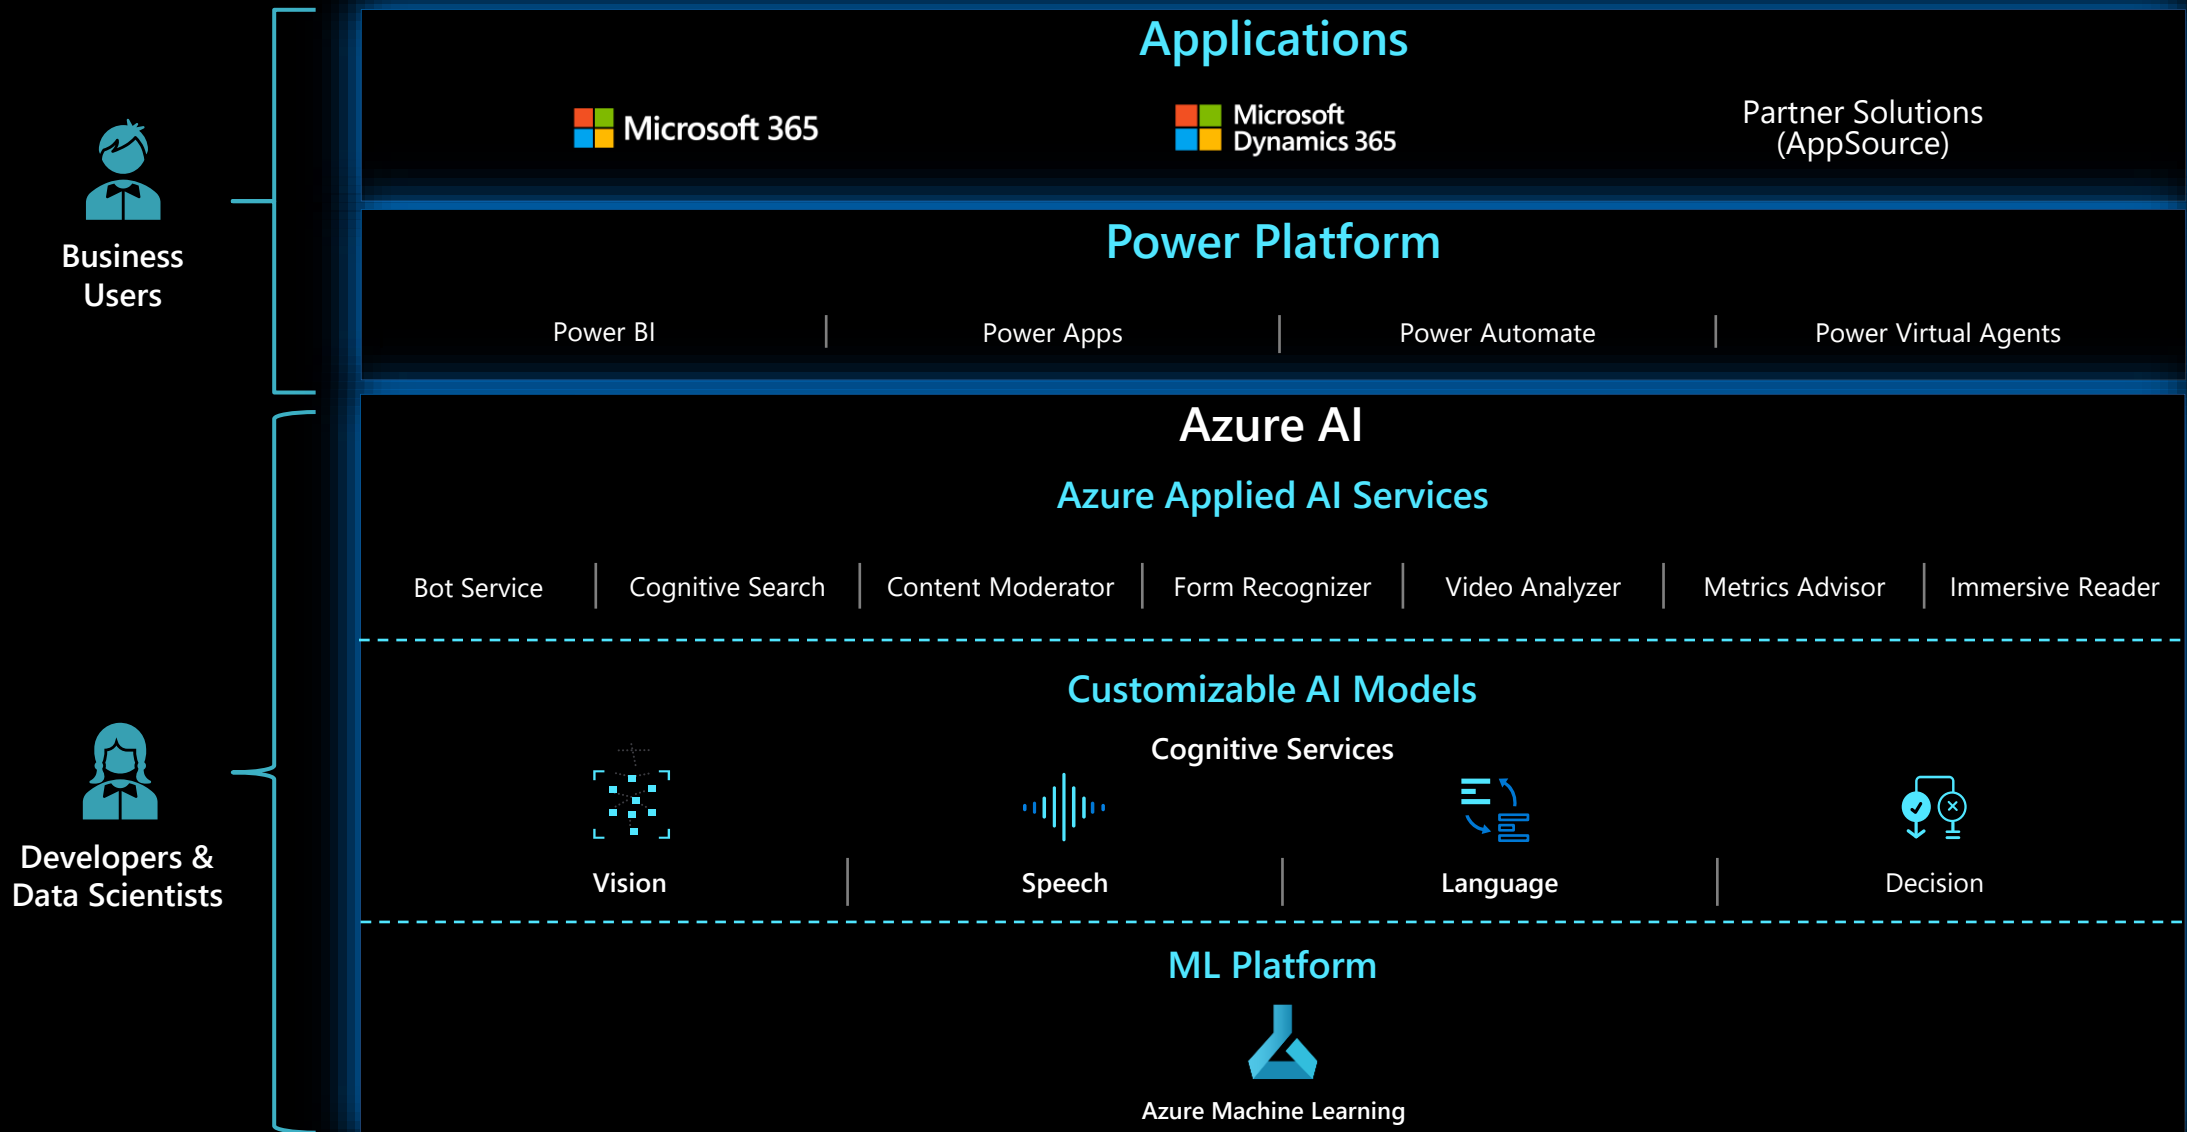 Applications
Microsoft 365
Microsoft
Dynamics 365
Partner Solutions
(AppSource)
Business
Users
Power Platform
Power BI
Power Apps
Power Automate
Power Virtual Agents
Azure AI
Azure Applied AI Services
Bot Service
Cognitive Search
Content Moderator
Form Recognizer
Video Analyzer
Metrics Advisor
Immersive Reader
Developers &
Data Scientists
Customizable AI Models
Cognitive Services
Vision
Speech
Language
Decision
ML Platform
Azure Machine Learning